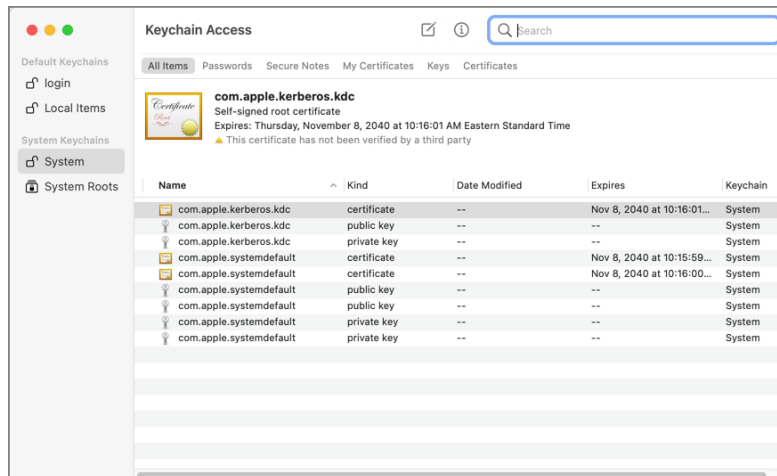 Keychain Access
Search
Default Keychains
login
Local Items
System Keychains
System
System Roots
All Items Passwords Secure Notes My Certificates Keys Certificates
Certificate
Root
com.apple.kerberos.kdc
Self-signed root certificate
Expires: Thursday, November 8, 2040 at 10:16:01 AM Eastern Standard Time
This certificate has not been verified by a third party
Name Kind Date Modified Expires Keychain
com.apple.kerberos.kdc certificate -- Nov 8, 2040 at 10:16:01... System
com.apple.kerberos.kdc public key -- -- System
com.apple.kerberos.kdc private key -- -- System
com.apple.systemdefault certificate -- Nov 8, 2040 at 10:15:59... System
com.apple.systemdefault certificate -- Nov 8, 2040 at 10:16:00... System
com.apple.systemdefault public key -- -- System
com.apple.systemdefault public key -- -- System
com.apple.systemdefault private key -- -- System
com.apple.systemdefault private key -- -- System